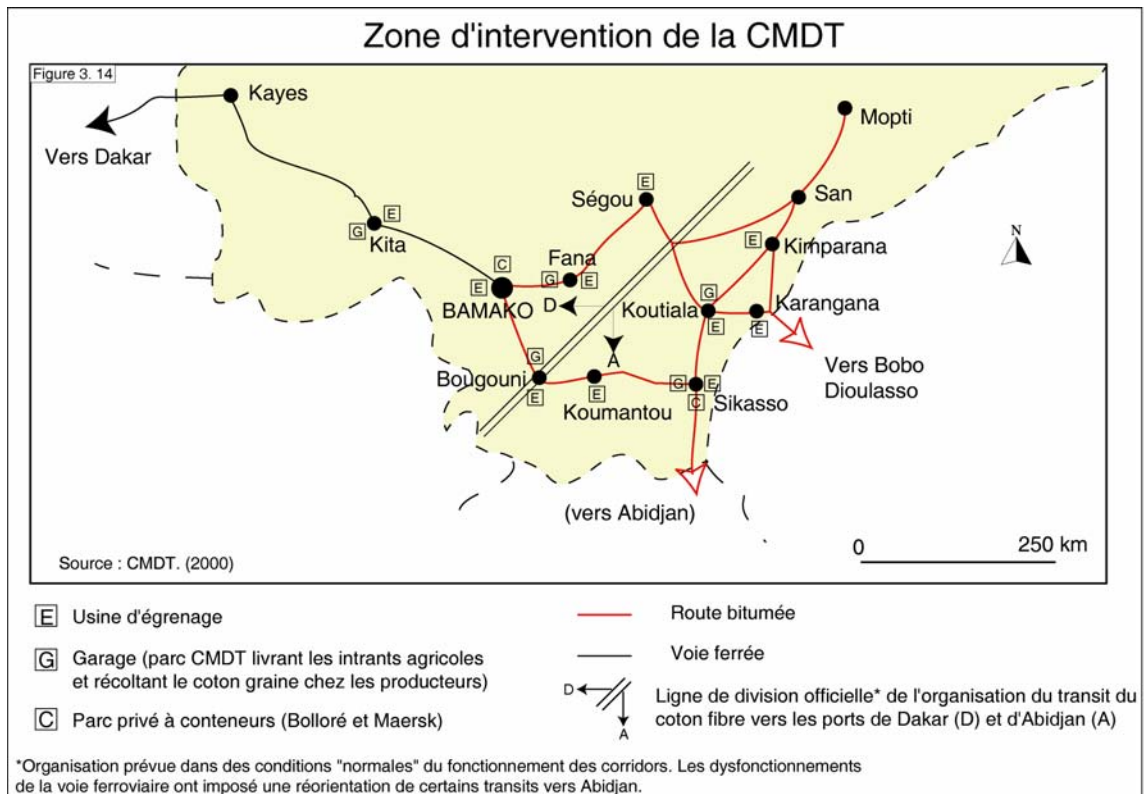 Zone d'intervention de la CMDT
Figure 3. 14
Kayes
Mopti
Vers Dakar
E
Ségou
San
E
G
Kita
N
E
Kimparana
C
Fana
G
E
E
BAMAKO
D
G
Koutiala
Karangana
E
E
A
Vers Bobo
Dioulasso
G
Bougouni
E
Koumantou
E
G
E
C
Sikasso
(vers Abidjan)
0
250 km
Source : CMDT. (2000)
E Usine d'égrenage
G Garage (parc CMDT livrant les intrants agricoles
et récoltant le coton graine chez les producteurs)
C Parc privé à conteneurs (Bolloré et Maersk)
Route bitumée
Voie ferrée
D
A
Ligne de division officielle* de l'organisation du transit du
coton fibre vers les ports de Dakar (D) et d'Abidjan (A)
*Organisation prévue dans des conditions "normales" du fonctionnement des corridors. Les dysfonctionnements
de la voie ferroviaire ont imposé une réorientation de certains transits vers Abidjan.